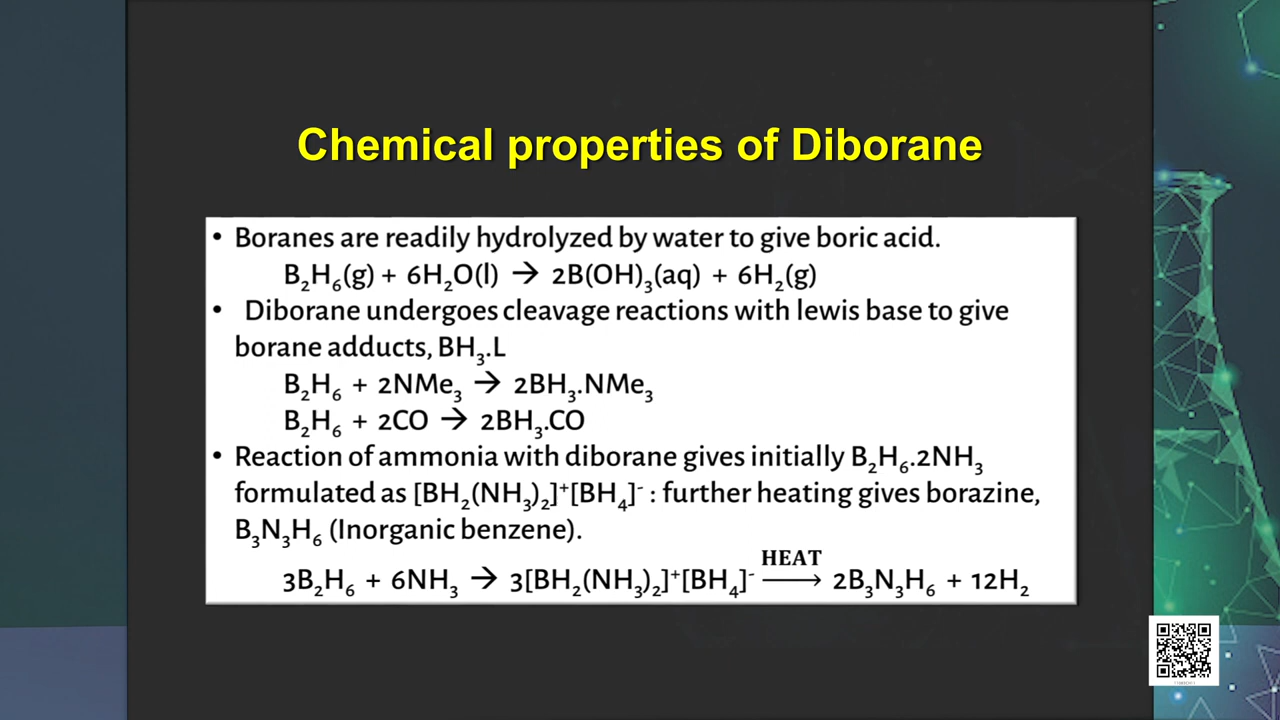 Chemical properties of Diborane
• Boranes are readily hydrolyzed by water to give boric acid.
B₂H₆(g) + 6H₂O(l) → 2B(OH)₃(aq) + 6H₂(g)
• Diborane undergoes cleavage reactions with lewis base to give
borane adducts, BH₃.L
B₂H₆ + 2NMe₃ → 2BH₃.NMe₃
B₂H₆ + 2CO → 2BH₃.CO
• Reaction of ammonia with diborane gives initially B₂H₆.2NH₃
formulated as [BH₂(NH₃)₂]⁺[BH₄]⁻ : further heating gives borazine,
B₃N₃H₆ (Inorganic benzene).
HEAT
3B₂H₆ + 6NH₃ → 3[BH₂(NH₃)₂]⁺[BH₄]⁻ ⟶ 2B₃N₃H₆ + 12H₂